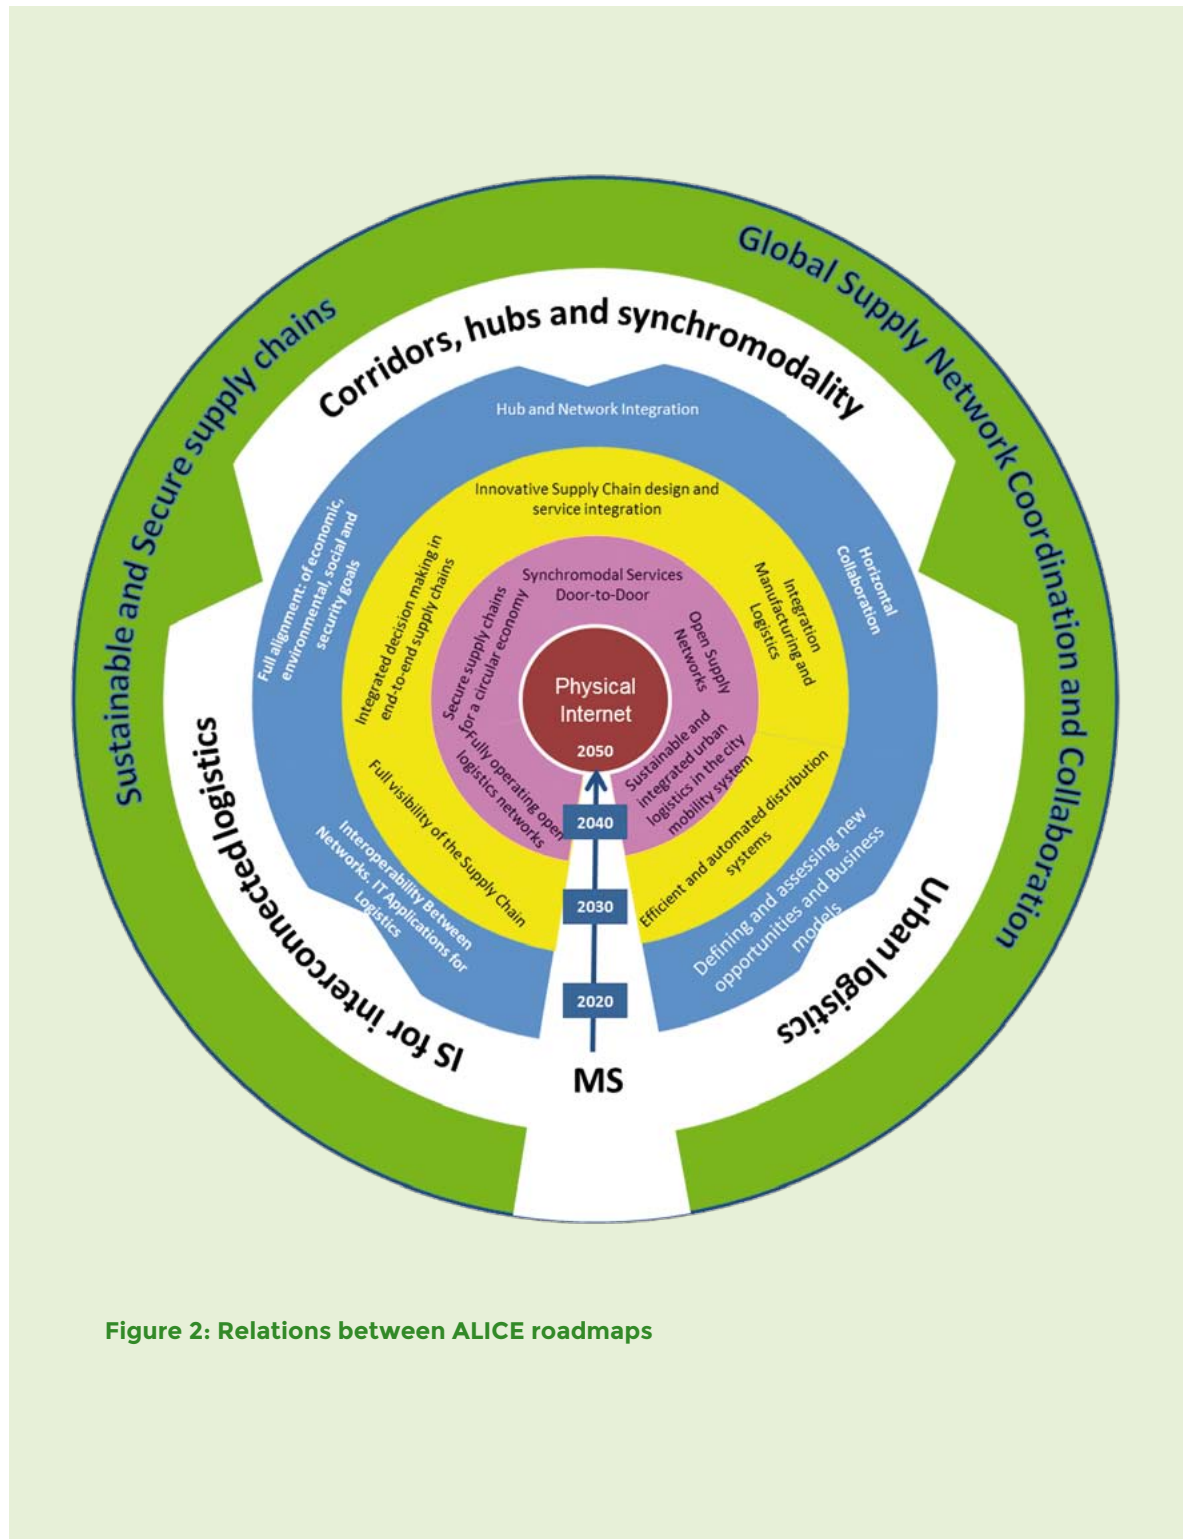 Sustainable and Secure supply chains
Global Supply Network Coordination and Collaboration
Corridors, hubs and synchromodality
IS for interconnected logistics
Urban logistics
Hub and Network Integration
Full alignment: of economic,
environmental, social and
security goals
Horizontal
Collaboration
Interoperability Between
Networks. IT Applications for
Logistics
Defining and assessing new
opportunities and Business
models
Innovative Supply Chain design and
service integration
Integrated decision making in
end-to-end supply chains
Integration
Manufacturing and
Logistics
Full visibility of the Supply Chain
Efficient and automated distribution
systems
Synchromodal Services
Door-to-Door
Secure supply chains
for a circular economy
Open Supply
Networks
Fully operating open
logistics networks
Sustainable and
integrated urban
logistics in the city
mobility system
Physical
Internet
2050
2040
2030
2020
MS
Figure 2: Relations between ALICE roadmaps